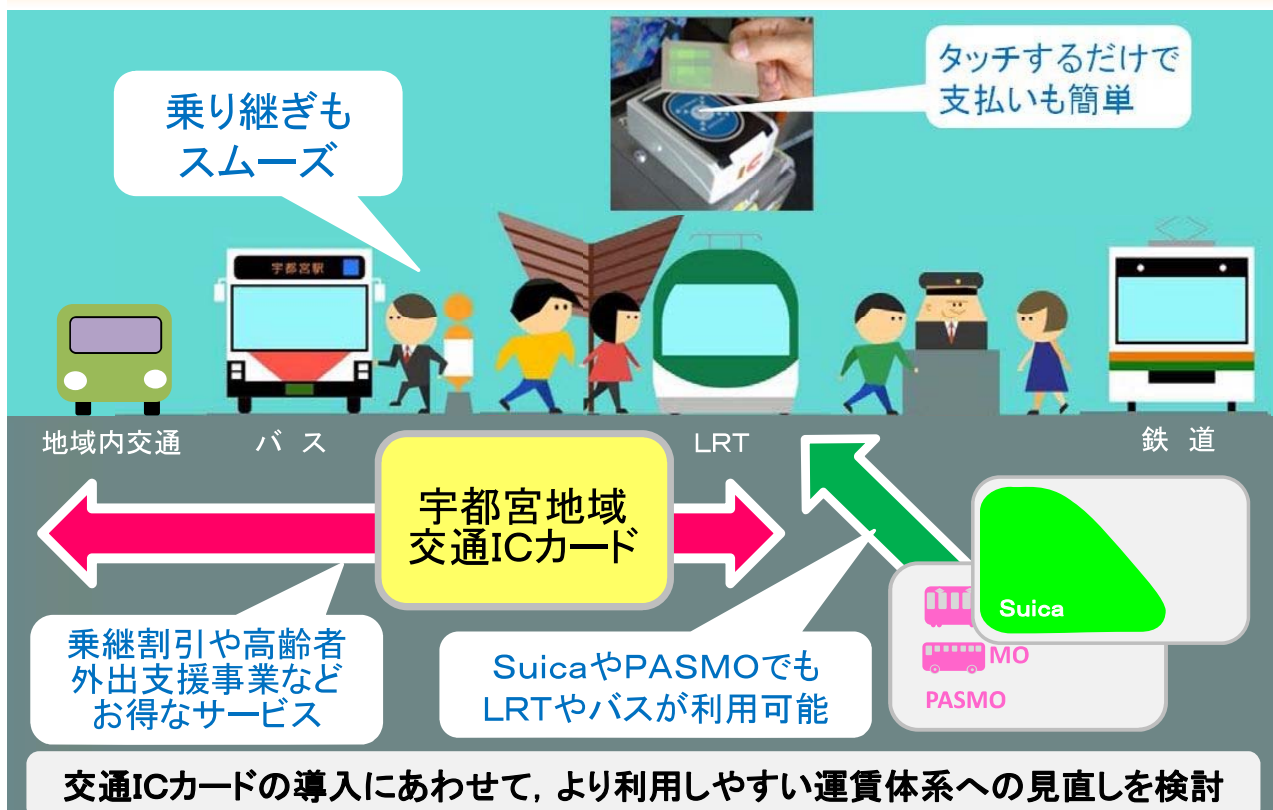 タッチするだけで
支払いも簡単
乗り継ぎも
スムーズ
IC
宇都宮駅
地域内交通
バス
LRT
鉄道
宇都宮地域
交通ICカード
Suica
MO
PASMO
乗継割引や高齢者
外出支援事業など
お得なサービス
SuicaやPASMOでも
LRTやバスが利用可能
交通ICカードの導入にあわせて，より利用しやすい運賃体系への見直しを検討